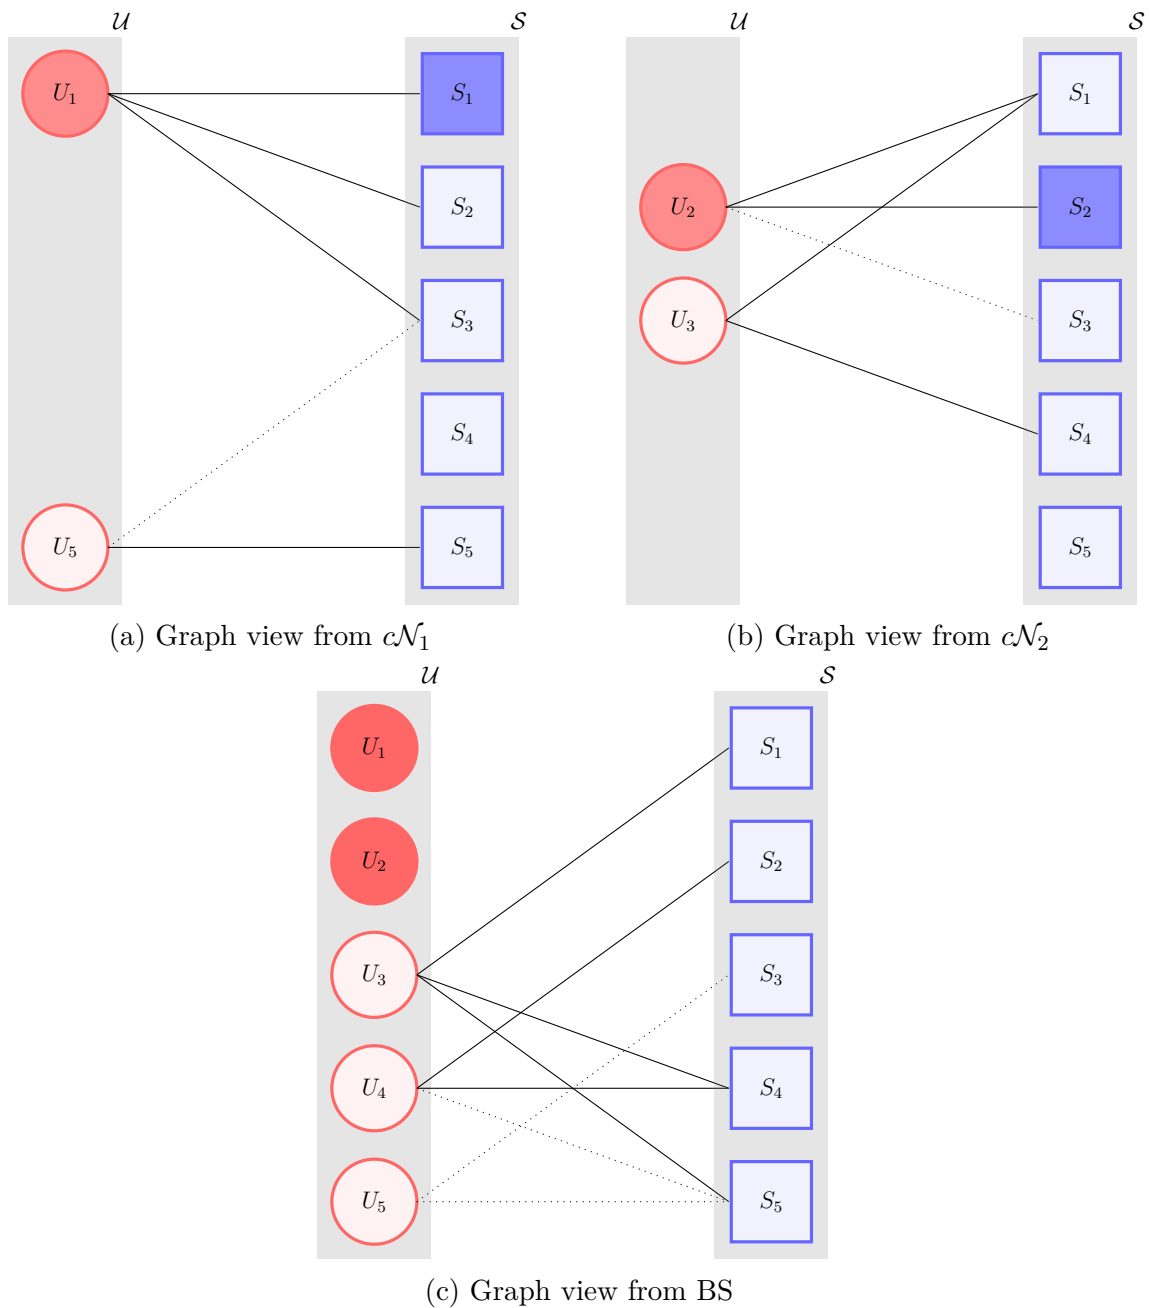 𝒰 𝒮 𝒰 𝒮
U₁ S₁ S₁
S₂ U₂ S₂
S₃ U₃ S₃
S₄ S₄
U₅ S₅ S₅
(a) Graph view from c𝒩₁ (b) Graph view from c𝒩₂
𝒰 𝒮
U₁ S₁
U₂ S₂
U₃ S₃
U₄ S₄
U₅ S₅
(c) Graph view from BS